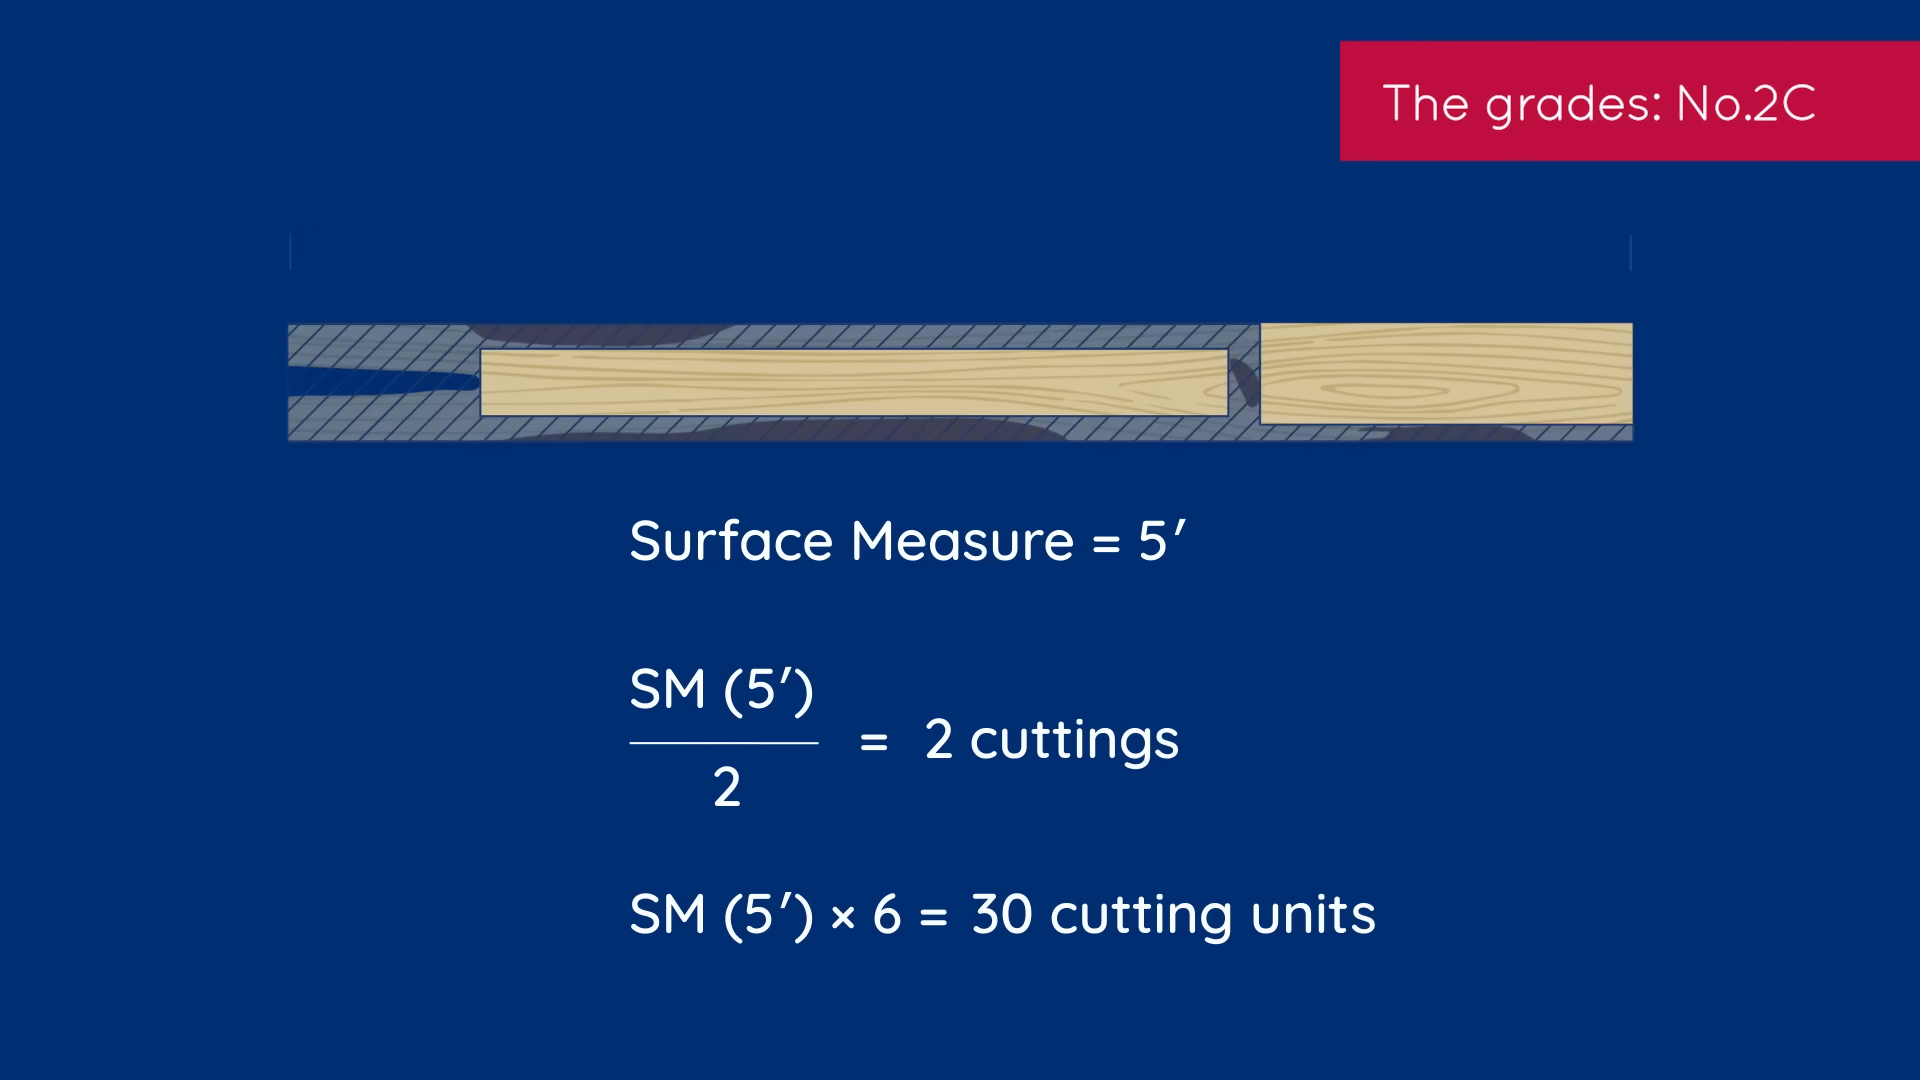 The grades: No.2C
Surface Measure = 5′
SM (5′)
2
= 2 cuttings
SM (5′) × 6 = 30 cutting units